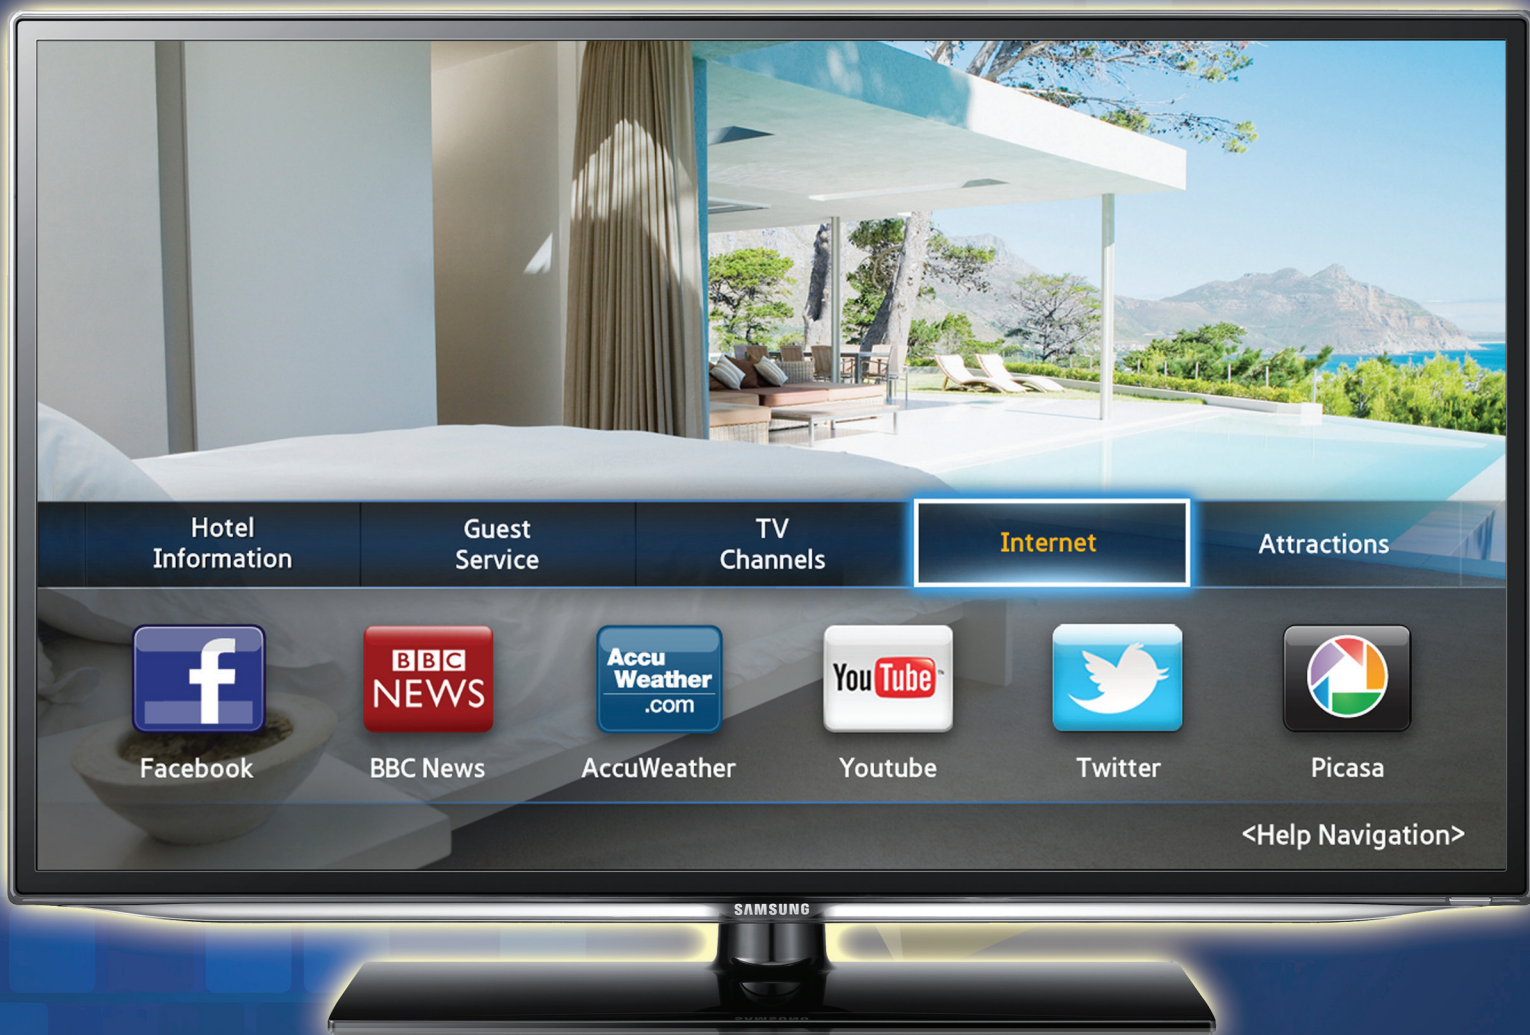 Hotel
Information
Guest
Service
TV
Channels
Internet
Attractions
f
BBC
NEWS
Accu
Weather
.com
You Tube™
Facebook
BBC News
AccuWeather
Youtube
Twitter
Picasa
<Help Navigation>
SAMSUNG